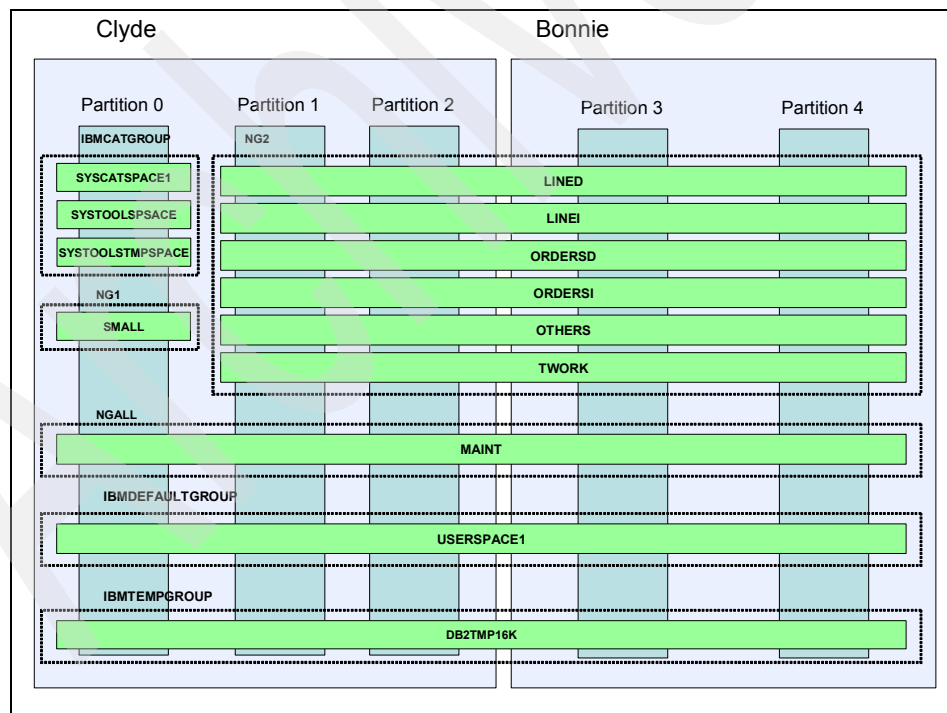 Clyde
Bonnie
Partition 0
Partition 1
Partition 2
Partition 3
Partition 4
IBMCATGROUP
NG2
SYSCATSPACE1
LINED
SYSTOOLSPSACE
LINEI
SYSTOOLSTMPSPACE
ORDERSD
NG1
ORDERSI
SMALL
OTHERS
TWORK
NGALL
MAINT
IBMDEFAULTGROUP
USERSPACE1
IBMTEMPGROUP
DB2TMP16K